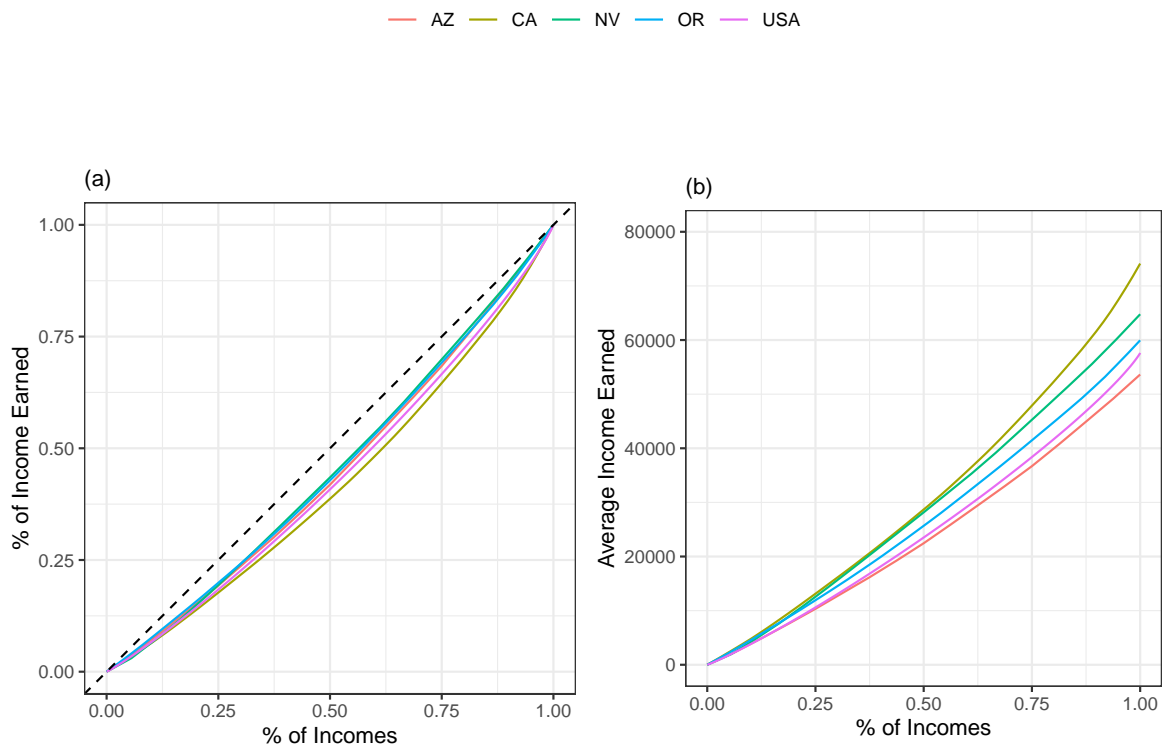 AZ CA NV OR USA
(a)
1.00
0.75
0.50
0.25
0.00
% of Income Earned
0.00 0.25 0.50 0.75 1.00
% of Incomes
(b)
80000
60000
40000
20000
0
Average Income Earned
0.00 0.25 0.50 0.75 1.00
% of Incomes